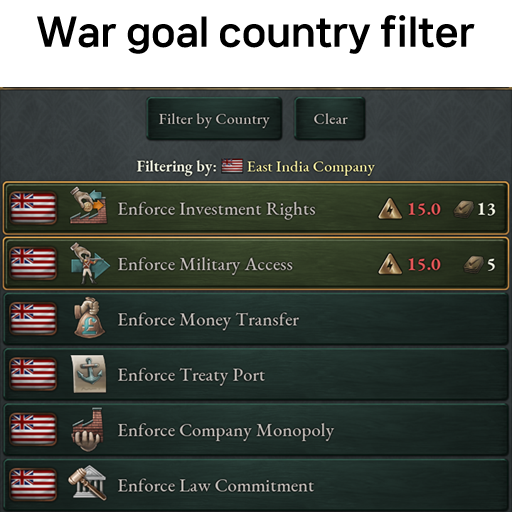 War goal country filter
Filter by Country Clear
Filtering by: East India Company
Enforce Investment Rights 15.0 13
Enforce Military Access 15.0 5
Enforce Money Transfer
Enforce Treaty Port
Enforce Company Monopoly
Enforce Law Commitment